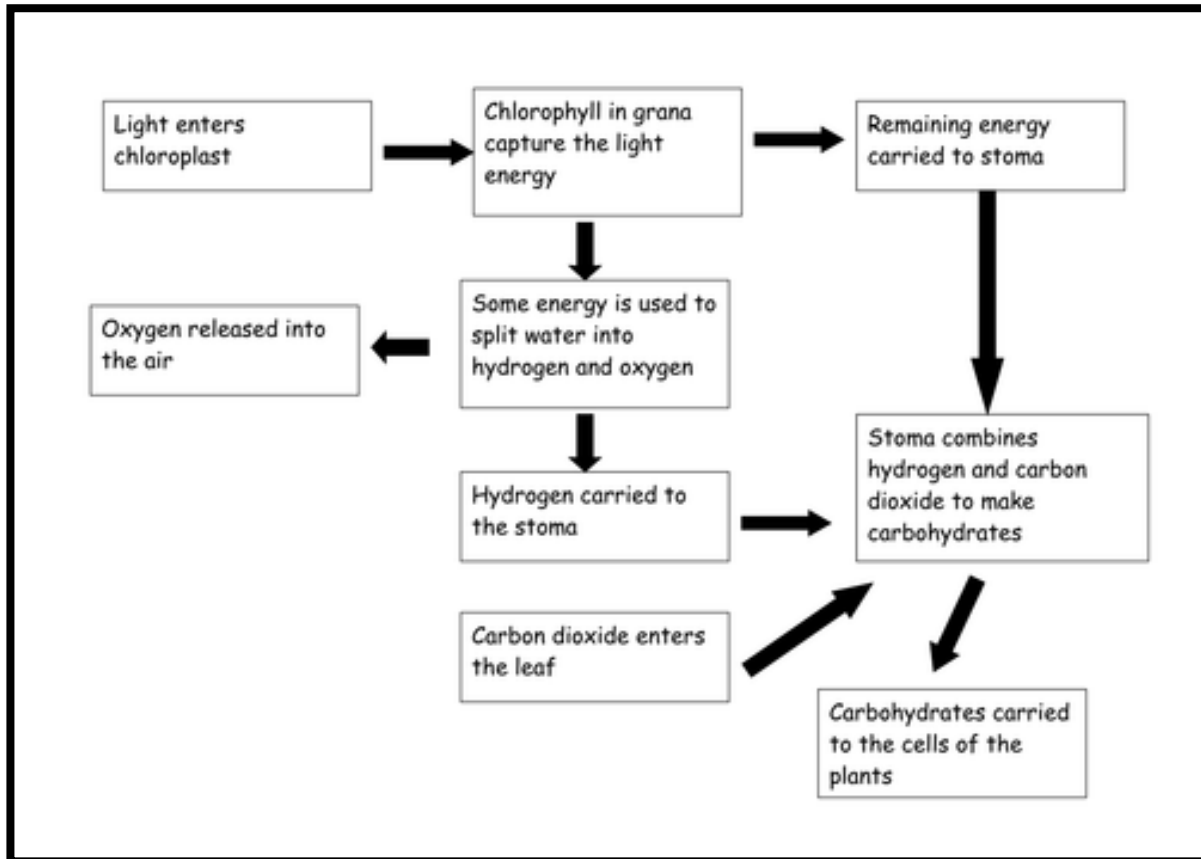 Light enters
chloroplast
Chlorophyll in grana
capture the light
energy
Remaining energy
carried to stoma
Oxygen released into
the air
Some energy is used to
split water into
hydrogen and oxygen
Hydrogen carried to
the stoma
Stoma combines
hydrogen and carbon
dioxide to make
carbohydrates
Carbon dioxide enters
the leaf
Carbohydrates carried
to the cells of the
plants